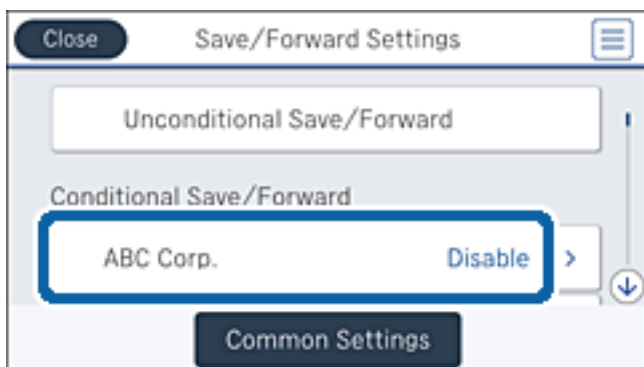 Close Save/Forward Settings
Unconditional Save/Forward
Conditional Save/Forward
ABC Corp. Disable
Common Settings